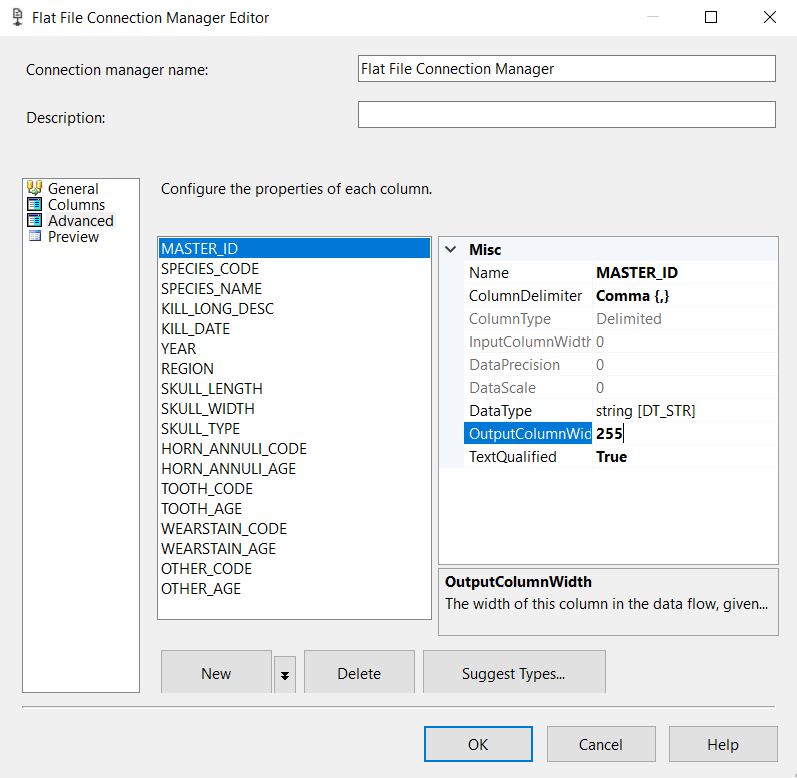 Flat File Connection Manager Editor
Connection manager name: Flat File Connection Manager
Description:
General
Columns
Advanced
Preview
Configure the properties of each column.
MASTER_ID
SPECIES_CODE
SPECIES_NAME
KILL_LONG_DESC
KILL_DATE
YEAR
REGION
SKULL_LENGTH
SKULL_WIDTH
SKULL_TYPE
HORN_ANNULI_CODE
HORN_ANNULI_AGE
TOOTH_CODE
TOOTH_AGE
WEARSTAIN_CODE
WEARSTAIN_AGE
OTHER_CODE
OTHER_AGE
Misc
Name MASTER_ID
ColumnDelimiter Comma {,}
ColumnType Delimited
InputColumnWidth 0
DataPrecision 0
DataScale 0
DataType string [DT_STR]
OutputColumnWid 255
TextQualified True
OutputColumnWidth
The width of this column in the data flow, given...
New Delete Suggest Types...
OK Cancel Help